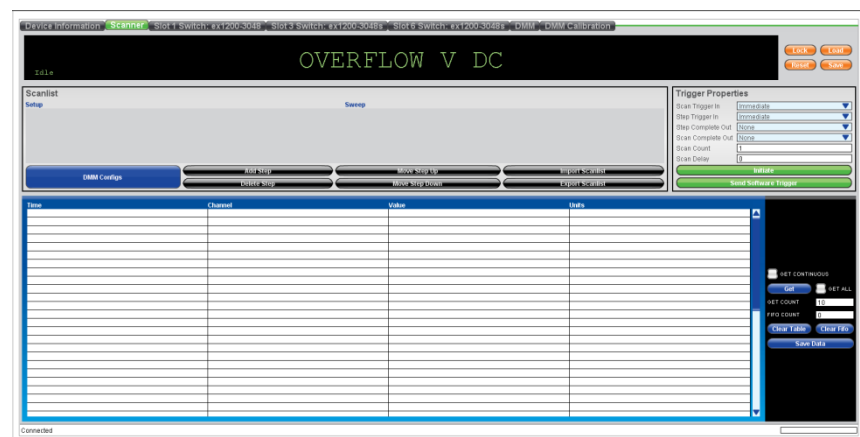 Device Information Scanner Slot 1 Switch: ex1200-3048 Slot 3 Switch: ex1200-3048s Slot 6 Switch: ex1200-3048s DMM DMM Calibration
OVERFLOW V DC
Idle
Lock Load
Reset Save
Scanlist
Setup Sweep
DMM Configs
Add Step Move Step Up Import Scanlist
Delete Step Move Step Down Export Scanlist
Trigger Properties
Scan Trigger In Immediate
Step Trigger In Immediate
Step Complete Out None
Scan Complete Out None
Scan Count 1
Scan Delay 0
Initiate
Send Software Trigger
Time Channel Value Units
GET CONTINUOUS
Get GET ALL
GET COUNT 10
FIFO COUNT 0
Clear Table Clear Fifo
Save Data
Connected